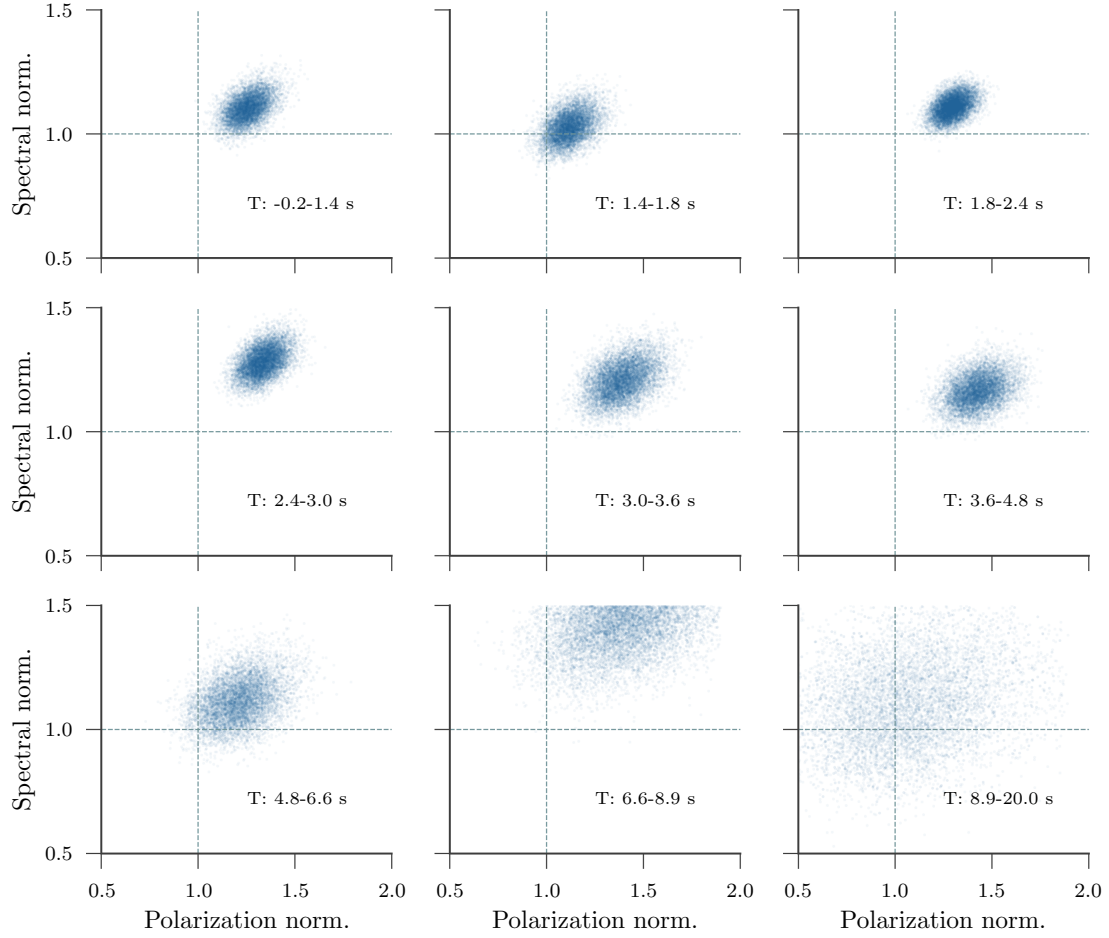 1.5
1.0
0.5
Spectral norm.
T: -0.2-1.4 s
T: 1.4-1.8 s
T: 1.8-2.4 s
1.5
1.0
0.5
Spectral norm.
T: 2.4-3.0 s
T: 3.0-3.6 s
T: 3.6-4.8 s
1.5
1.0
0.5
Spectral norm.
T: 4.8-6.6 s
T: 6.6-8.9 s
T: 8.9-20.0 s
0.5 1.0 1.5 2.0
0.5 1.0 1.5 2.0
0.5 1.0 1.5 2.0
Polarization norm.
Polarization norm.
Polarization norm.